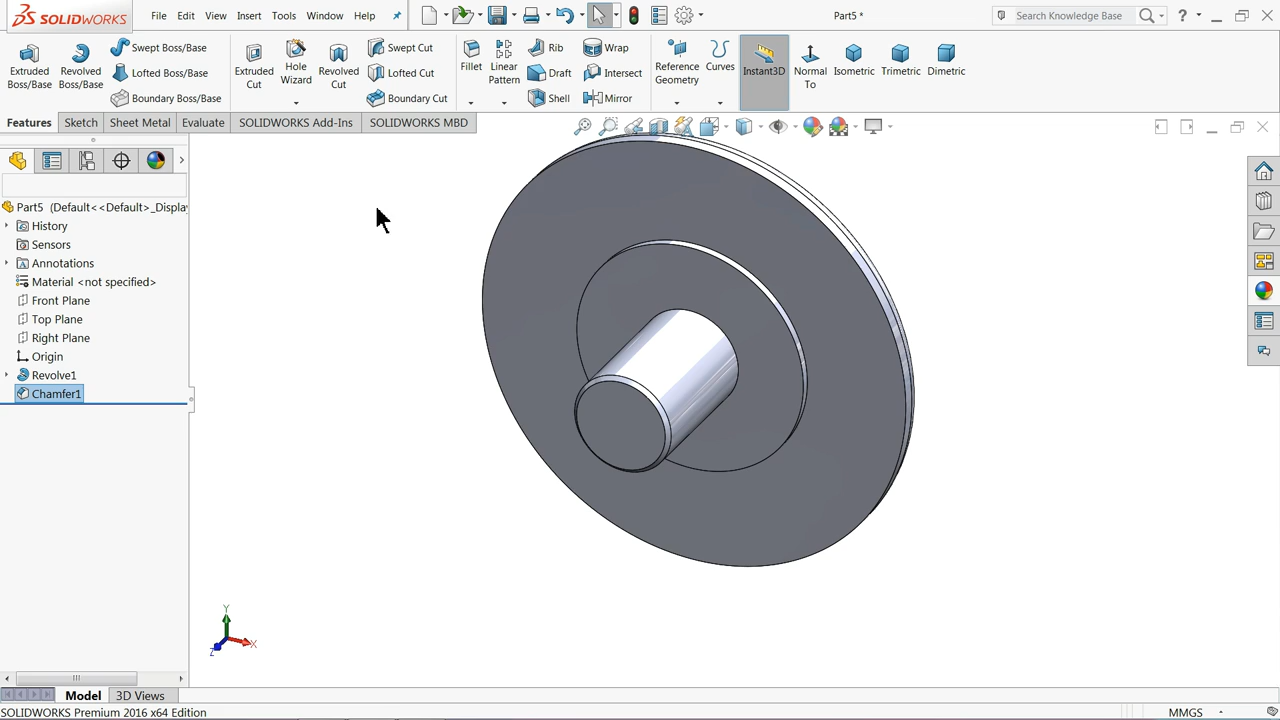 SOLIDWORKS File Edit View Insert Tools Window Help Part5 * Search Knowledge Base ?
Extruded Boss/Base
Revolved Boss/Base
Swept Boss/Base
Lofted Boss/Base
Boundary Boss/Base
Extruded Cut
Hole Wizard
Revolved Cut
Swept Cut
Lofted Cut
Boundary Cut
Fillet
Linear Pattern
Rib
Draft
Shell
Wrap
Intersect
Mirror
Reference Geometry
Curves
Instant3D
Normal To
Isometric
Trimetric
Dimetric
Features Sketch Sheet Metal Evaluate SOLIDWORKS Add-Ins SOLIDWORKS MBD
Part5 (Default<<Default>_Displa
History
Sensors
Annotations
Material <not specified>
Front Plane
Top Plane
Right Plane
Origin
Revolve1
Chamfer1
Y
X
Z
Model 3D Views
SOLIDWORKS Premium 2016 x64 Edition MMGS